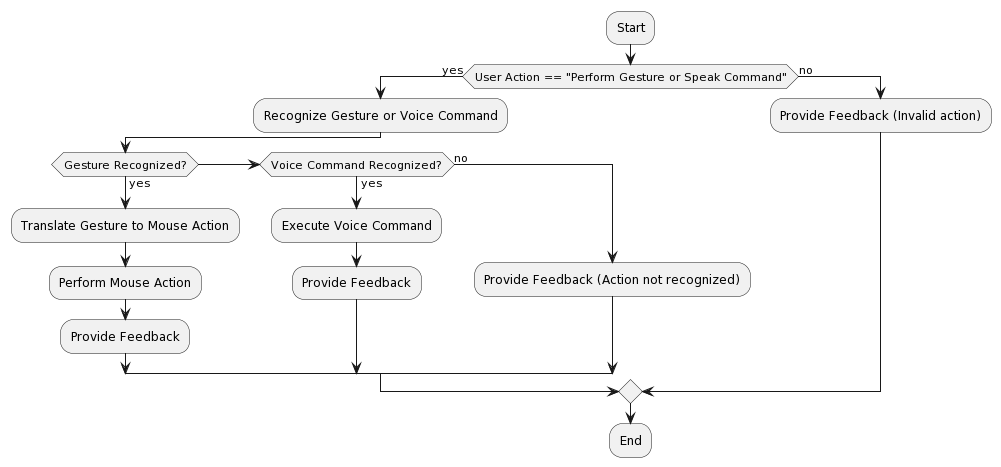 Start
yes
User Action == "Perform Gesture or Speak Command"
no
Recognize Gesture or Voice Command
Provide Feedback (Invalid action)
Gesture Recognized?
Voice Command Recognized?
no
yes
yes
Translate Gesture to Mouse Action
Execute Voice Command
Perform Mouse Action
Provide Feedback
Provide Feedback (Action not recognized)
Provide Feedback
End